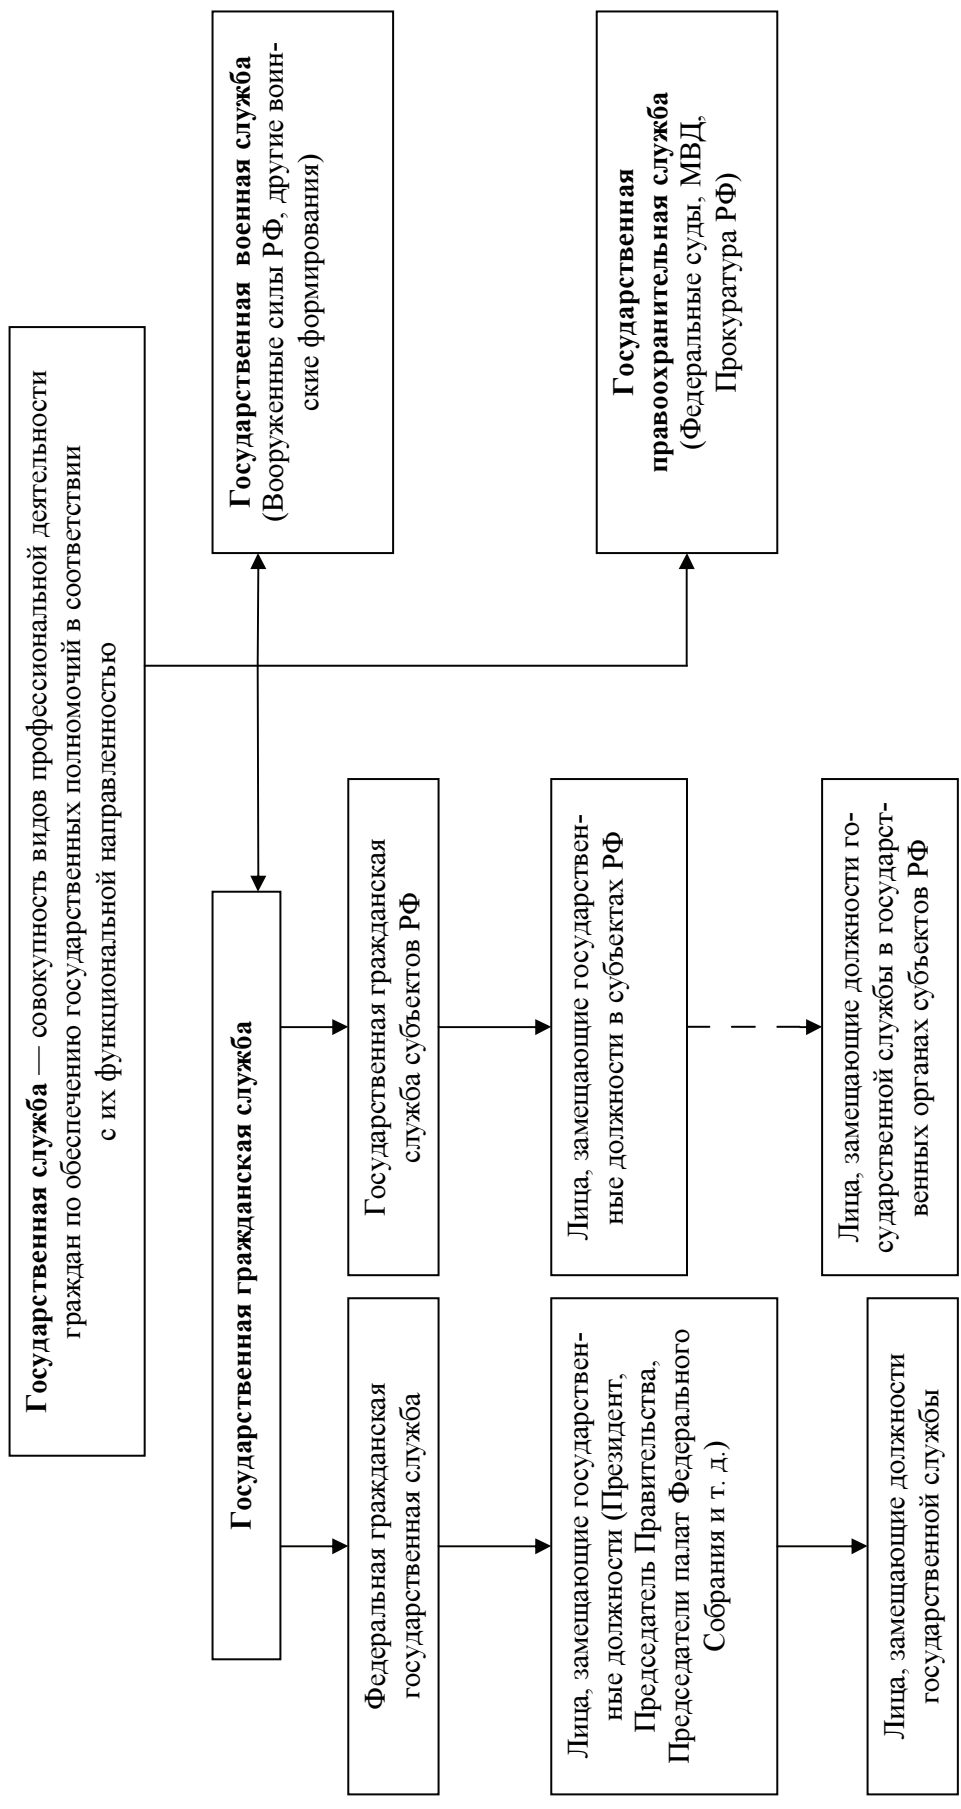 Государственная служба — совокупность видов профессиональной деятельности
граждан по обеспечению государственных полномочий в соответствии
с их функциональной направленностью
Государственная гражданская служба
Государственная военная служба
(Вооруженные силы РФ, другие воин-
ские формирования)
Федеральная гражданская
государственная служба
Государственная гражданская
служба субъектов РФ
Государственная
правоохранительная служба
(Федеральные суды, МВД,
Прокуратура РФ)
Лица, замещающие государствен-
ные должности (Президент,
Председатель Правительства,
Председатели палат Федерального
Собрания и т. д.)
Лица, замещающие государствен-
ные должности в субъектах РФ
Лица, замещающие должности
государственной службы
Лица, замещающие должности го-
сударственной службы в государст-
венных органах субъектов РФ